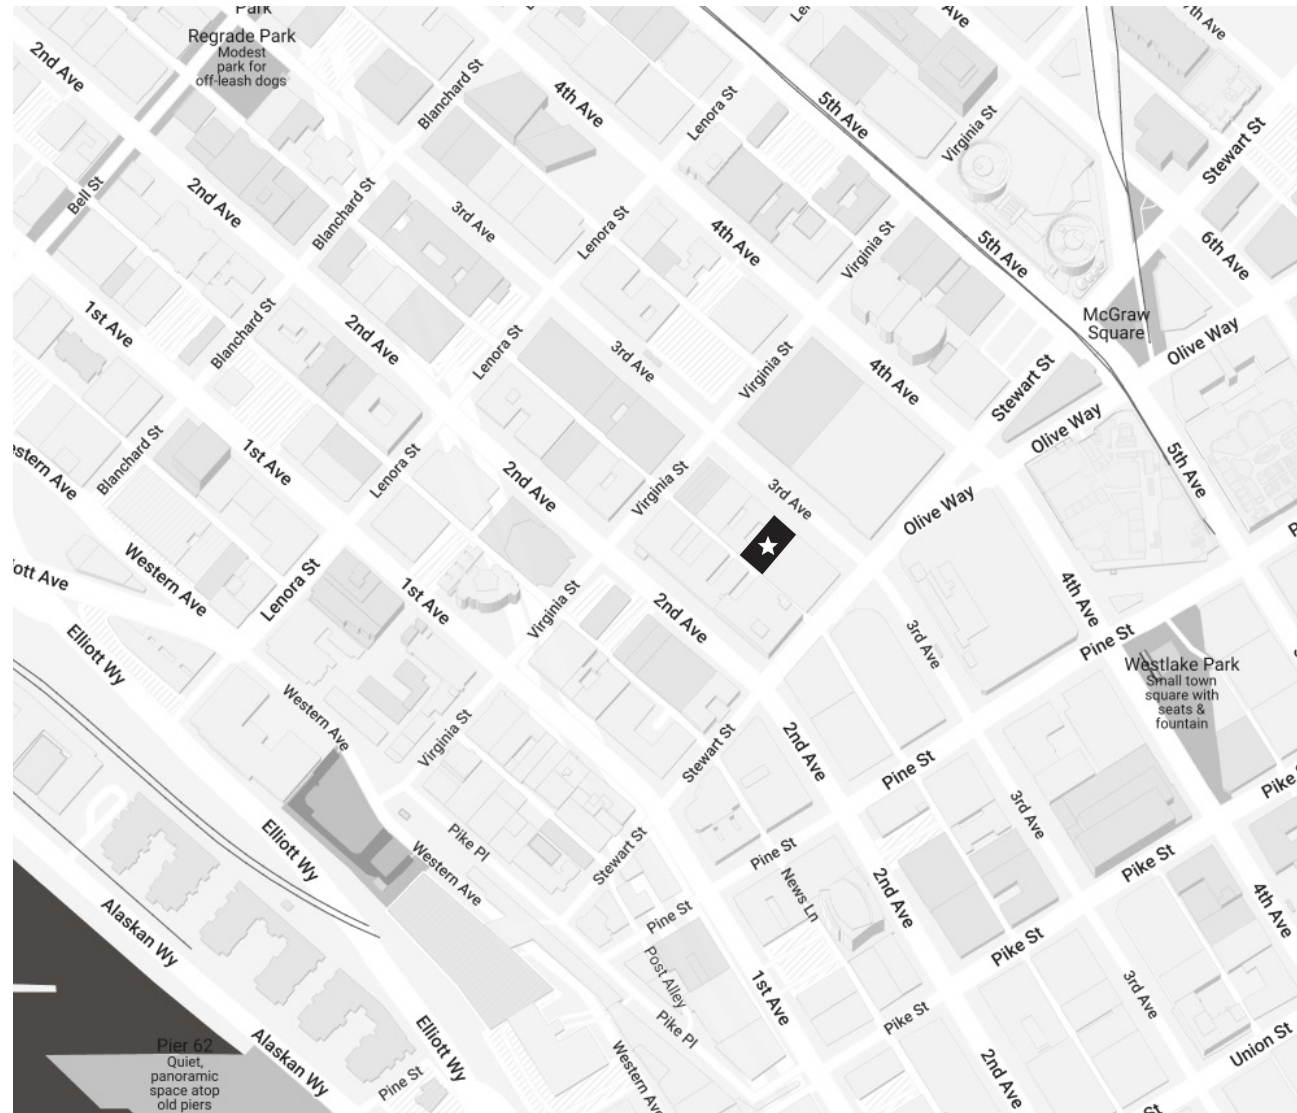 Park
Regrade Park
Modest
park for
off-leash dogs
2nd Ave
Blanchard St
4th Ave
Lenora St
5th Ave
Virginia St
Stewart St
Bell St
2nd Ave
Blanchard St
3rd Ave
Lenora St
4th Ave
Virginia St
5th Ave
6th Ave
1st Ave
Blanchard St
2nd Ave
Lenora St
3rd Ave
Virginia St
4th Ave
Stewart St
McGraw
Square
Olive Way
Olive Way
5th Ave
Blanchard St
1st Ave
Lenora St
2nd Ave
Virginia St
3rd Ave
Olive Way
Western Ave
Lenora St
1st Ave
Virginia St
2nd Ave
3rd Ave
4th Ave
Pine St
Westlake Park
Small town
square with
seats &
fountain
Elliott Wy
Western Ave
Virginia St
Stewart St
2nd Ave
Pine St
3rd Ave
Pike St
Elliott Wy
Pike Pl
Western Ave
Stewart St
Pine St
News Ln
2nd Ave
Pike St
4th Ave
Alaskan Wy
Pine St
Post Alley
Pike Pl
1st Ave
Pike St
Pike St
3rd Ave
Union St
Pier 62
Quiet,
panoramic
space atop
old piers
Alaskan Wy
Pine St
Elliott Wy
Western Ave
2nd Ave